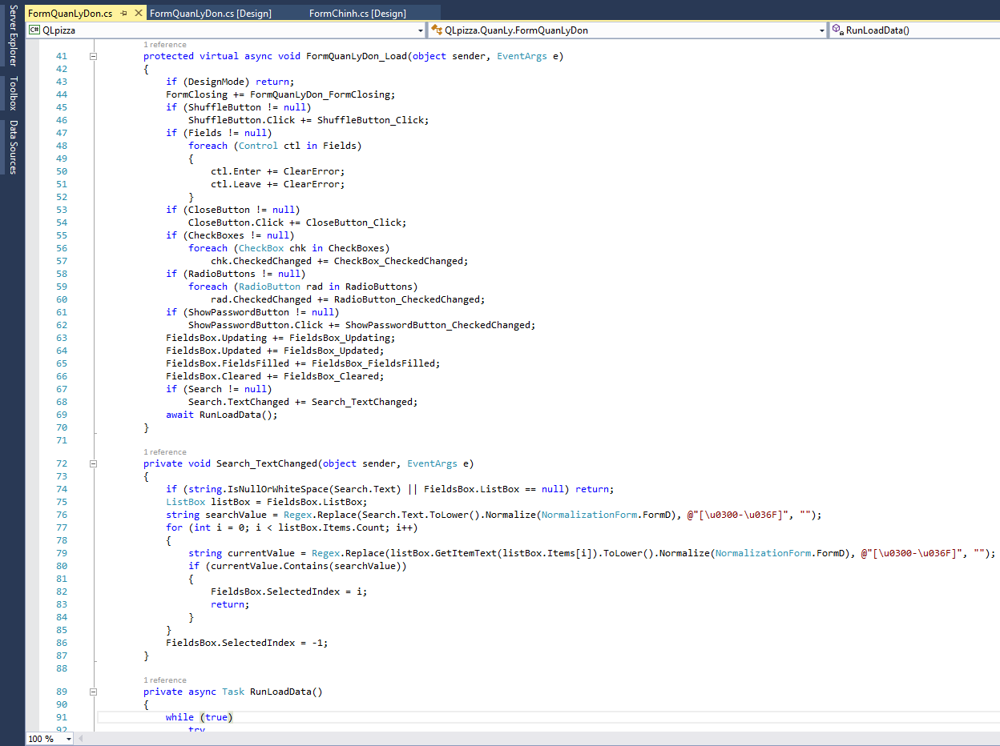 Server Explorer
Toolbox
Data Sources
FormQuanLyDon.cs
FormQuanLyDon.cs [Design]
FormChinh.cs [Design]
C# QLpizza
QLpizza.QuanLy.FormQuanLyDon
RunLoadData()
1 reference
41 protected virtual async void FormQuanLyDon_Load(object sender, EventArgs e)
42 {
43 if (DesignMode) return;
44 FormClosing += FormQuanLyDon_FormClosing;
45 if (ShuffleButton != null)
46 ShuffleButton.Click += ShuffleButton_Click;
47 if (Fields != null)
48 foreach (Control ctl in Fields)
49 {
50 ctl.Enter += ClearError;
51 ctl.Leave += ClearError;
52 }
53 if (CloseButton != null)
54 CloseButton.Click += CloseButton_Click;
55 if (CheckBoxes != null)
56 foreach (CheckBox chk in CheckBoxes)
57 chk.CheckedChanged += CheckBox_CheckedChanged;
58 if (RadioButtons != null)
59 foreach (RadioButton rad in RadioButtons)
60 rad.CheckedChanged += RadioButton_CheckedChanged;
61 if (ShowPasswordButton != null)
62 ShowPasswordButton.Click += ShowPasswordButton_CheckedChanged;
63 FieldsBox.Updating += FieldsBox_Updating;
64 FieldsBox.Updated += FieldsBox_Updated;
65 FieldsBox.FieldsFilled += FieldsBox_FieldsFilled;
66 FieldsBox.Cleared += FieldsBox_Cleared;
67 if (Search != null)
68 Search.TextChanged += Search_TextChanged;
69 await RunLoadData();
70 }
71
1 reference
72 private void Search_TextChanged(object sender, EventArgs e)
73 {
74 if (string.IsNullOrWhiteSpace(Search.Text) || FieldsBox.ListBox == null) return;
75 ListBox listBox = FieldsBox.ListBox;
76 string searchValue = Regex.Replace(Search.Text.ToLower().Normalize(NormalizationForm.FormD), @"[\u0300-\u036F]", "");
77 for (int i = 0; i < listBox.Items.Count; i++)
78 {
79 string currentValue = Regex.Replace(listBox.GetItemText(listBox.Items[i]).ToLower().Normalize(NormalizationForm.FormD), @"[\u0300-\u036F]", "");
80 if (currentValue.Contains(searchValue))
81 {
82 FieldsBox.SelectedIndex = i;
83 return;
84 }
85 }
86 FieldsBox.SelectedIndex = -1;
87 }
88
1 reference
89 private async Task RunLoadData()
90 {
91 while (true)
92 try
100 %